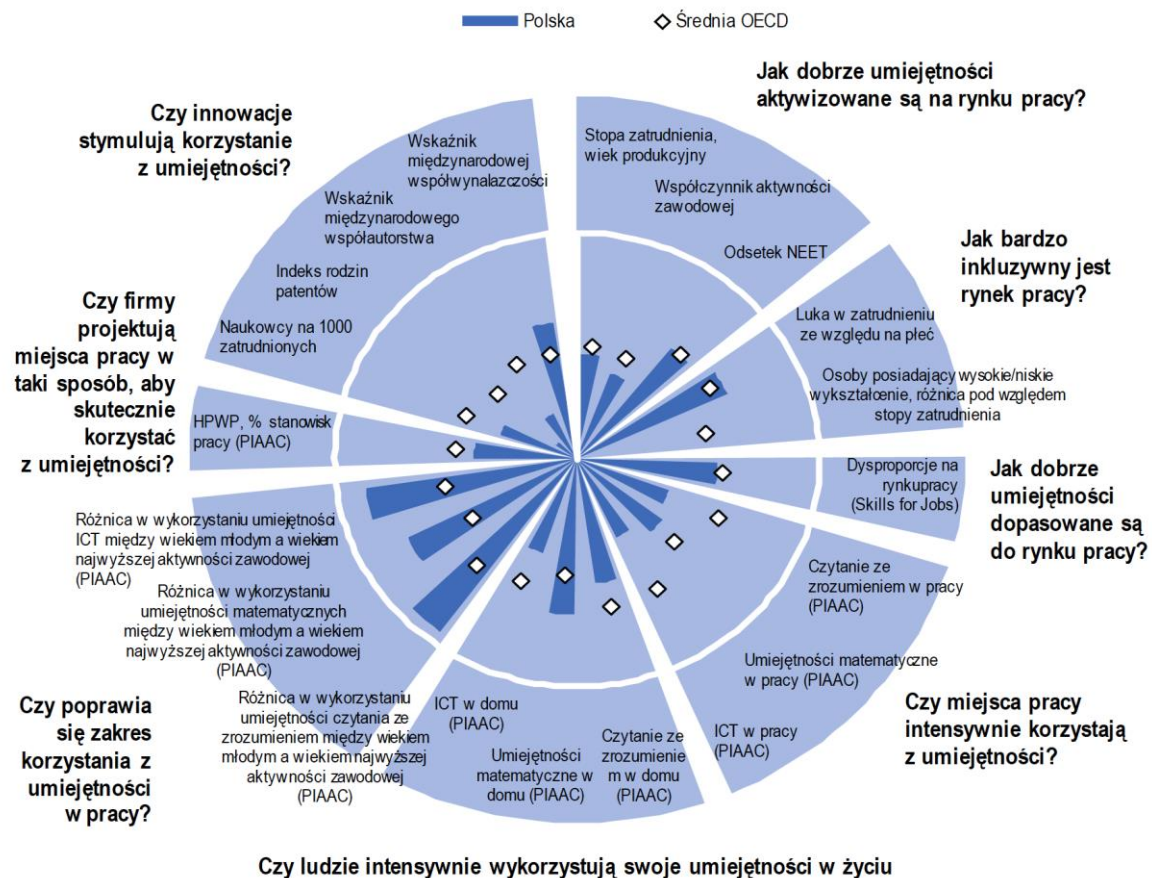 Polska
Średnia OECD
Jak dobrze umiejętności
aktywizowane są na rynku pracy?
Stopa zatrudnienia,
wiek produkcyjny
Współczynnik aktywności
zawodowej
Odsetek NEET
Jak bardzo
inkluzywny jest
rynek pracy?
Luka w zatrudnieniu
ze względu na płeć
Osoby posiadający wysokie/niskie
wykształcenie, różnica pod względem
stopy zatrudnienia
Jak dobrze
umiejętności
dopasowane są
do rynku pracy?
Dysproporcje na
rynkupracy
(Skills for Jobs)
Czy miejsca pracy
intensywnie korzystają
z umiejętności?
Czytanie ze
zrozumieniem w pracy
(PIAAC)
Umiejętności matematyczne
w pracy (PIAAC)
ICT w pracy
(PIAAC)
Czy ludzie intensywnie wykorzystują swoje umiejętności w życiu
Czytanie ze
zrozumienie
m w domu
(PIAAC)
Umiejętności
matematyczne w
domu (PIAAC)
ICT w domu
(PIAAC)
Czy poprawia
się zakres
korzystania z
umiejętności
w pracy?
Różnica w wykorzystaniu
umiejętności czytania ze
zrozumieniem między wiekiem
młodym a wiekiem najwyższej
aktywności zawodowej
(PIAAC)
Różnica w wykorzystaniu
umiejętności matematycznych
między wiekiem młodym a wiekiem
najwyższej aktywności zawodowej
(PIAAC)
Różnica w wykorzystaniu umiejętności
ICT między wiekiem młodym a wiekiem
najwyższej aktywności zawodowej
(PIAAC)
Czy firmy
projektują
miejsca pracy w
taki sposób, aby
skutecznie
korzystać
z umiejętności?
HPWP, % stanowisk
pracy (PIAAC)
Czy innowacje
stymulują korzystanie
z umiejętności?
Naukowcy na 1000
zatrudnionych
Indeks rodzin
patentów
Wskaźnik
międzynarodowego
współautorstwa
Wskaźnik
międzynarodowej
współwynalazczości